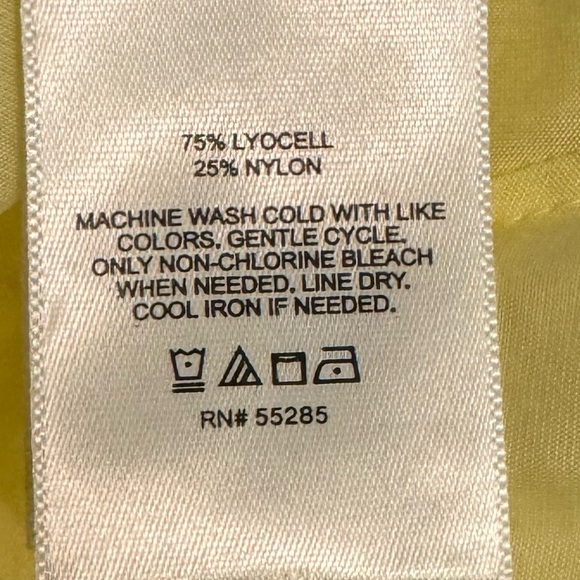 75% LYOCELL
25% NYLON
MACHINE WASH COLD WITH LIKE
COLORS. GENTLE CYCLE.
ONLY NON-CHLORINE BLEACH
WHEN NEEDED. LINE DRY.
COOL IRON IF NEEDED.
RN# 55285